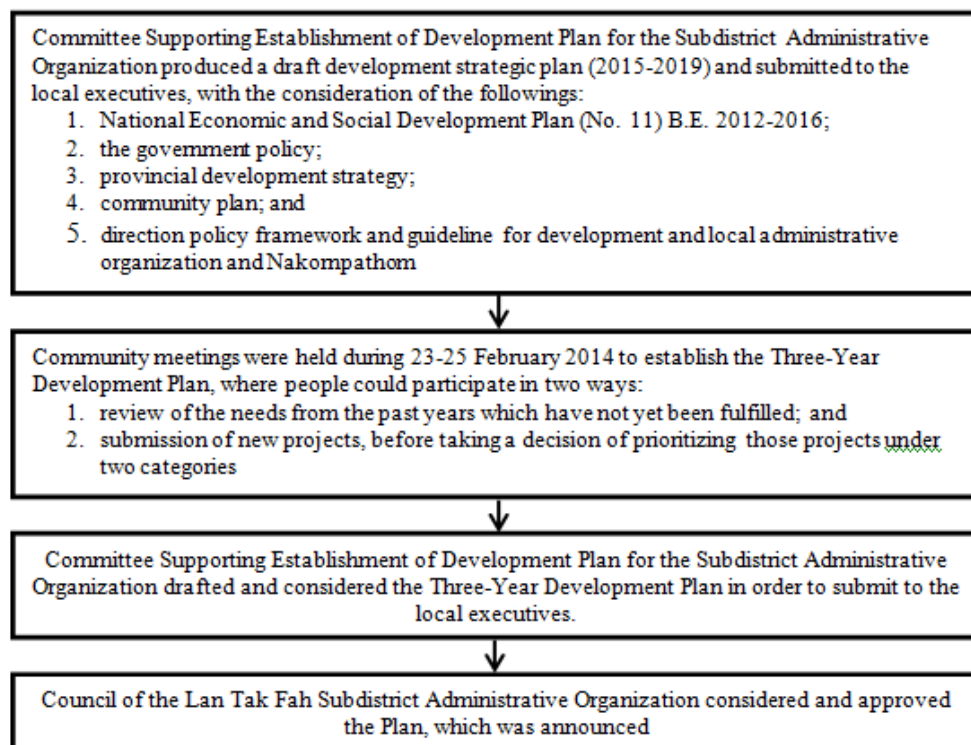 Committee Supporting Establishment of Development Plan for the Subdistrict Administrative
Organization produced a draft development strategic plan (2015-2019) and submitted to the
local executives, with the consideration of the followings:
1. National Economic and Social Development Plan (No. 11) B.E. 2012-2016;
2. the government policy;
3. provincial development strategy;
4. community plan; and
5. direction policy framework and guideline for development and local administrative
organization and Nakornpathom
Community meetings were held during 23-25 February 2014 to establish the Three-Year
Development Plan, where people could participate in two ways:
1. review of the needs from the past years which have not yet been fulfilled; and
2. submission of new projects, before taking a decision of prioritizing those projects under
two categories
Committee Supporting Establishment of Development Plan for the Subdistrict Administrative
Organization drafted and considered the Three-Year Development Plan in order to submit to the
local executives.
Council of the Lan Tak Fah Subdistrict Administrative Organization considered and approved
the Plan, which was announced